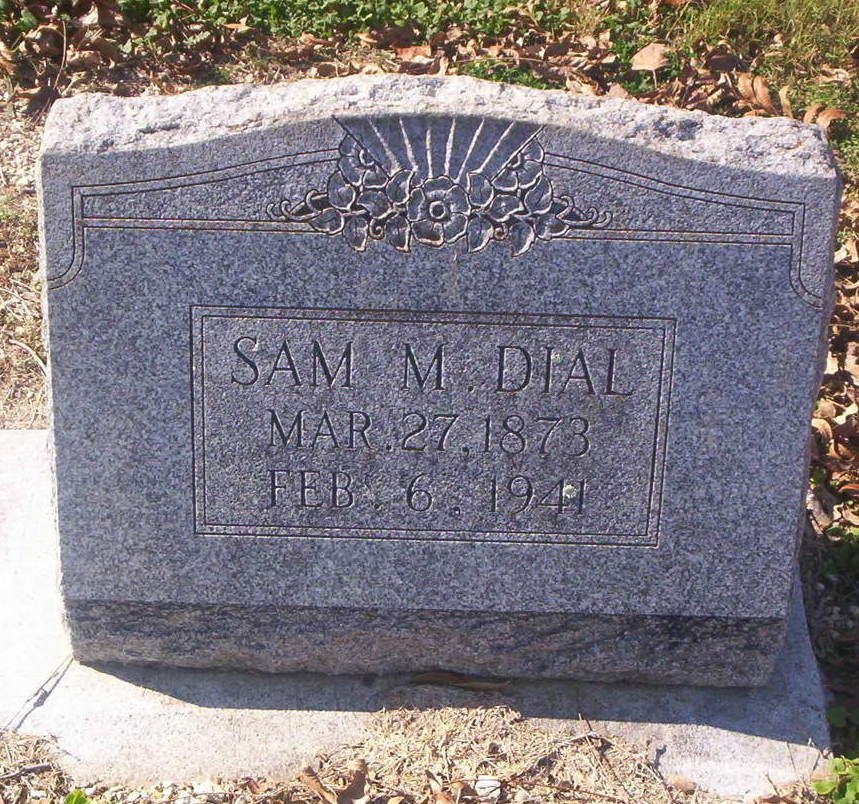 SAM M. DIAL
MAR. 27, 1873
FEB. 6, 1941